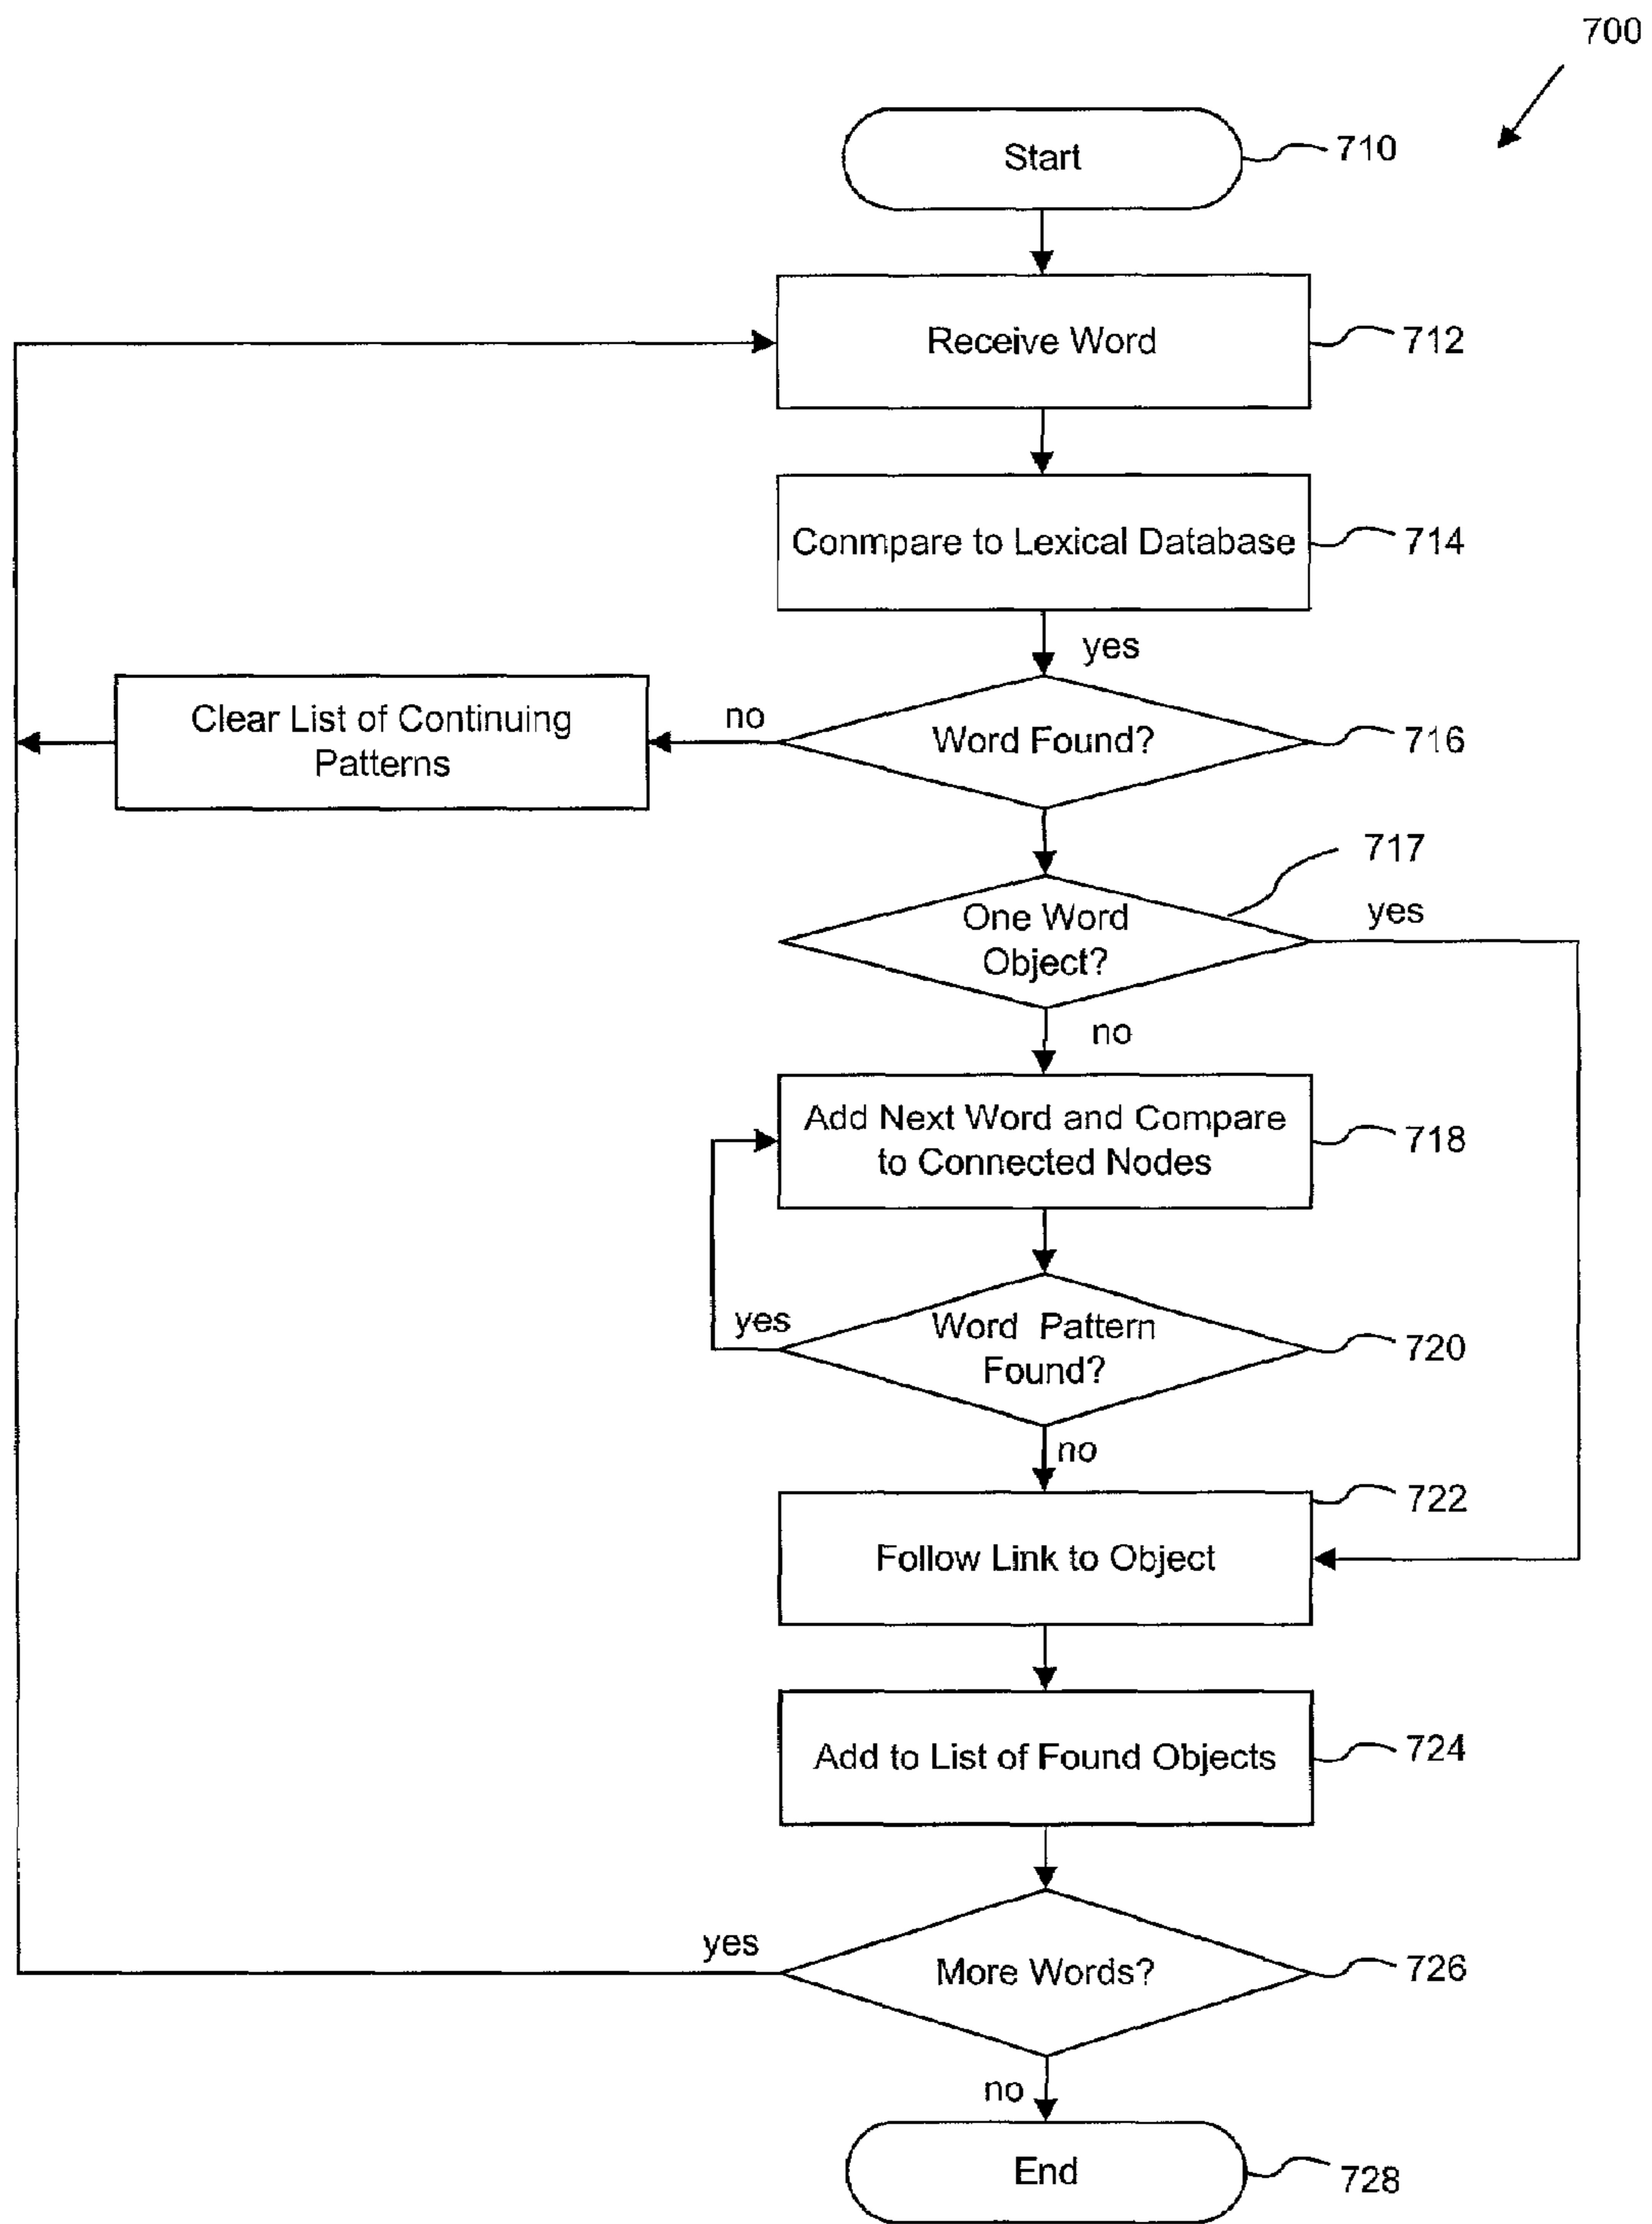 700
Start
710
Receive Word
712
Conmpare to Lexical Database
714
yes
Clear List of Continuing
Patterns
no
Word Found?
716
717
One Word
Object?
yes
no
Add Next Word and Compare
to Connected Nodes
718
yes
Word Pattern
Found?
720
no
722
Follow Link to Object
Add to List of Found Objects
724
yes
More Words?
726
no
End
728